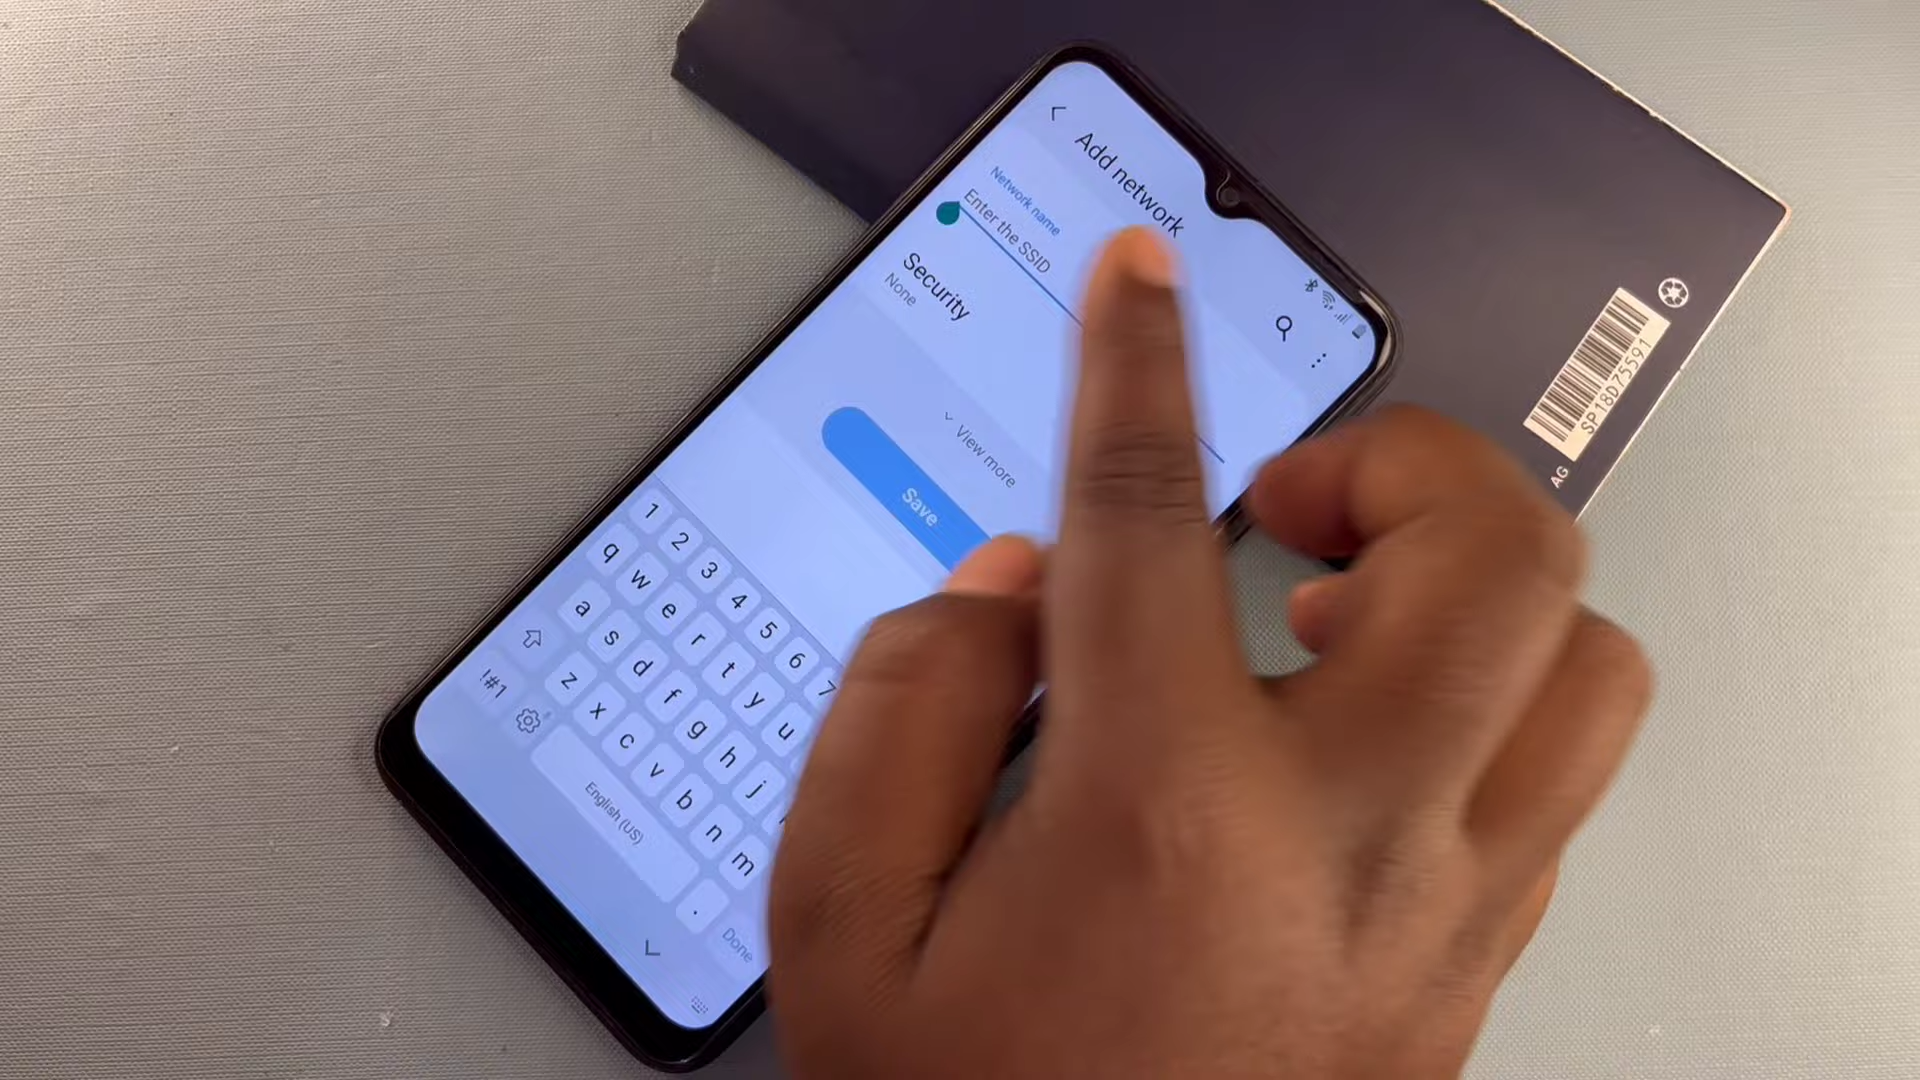 Add network
Network name
Enter the SSID
Security
None
View more
Save
1 2 3 4 5 6 7
q w e r t y u
a s d f g h j
z x c v b n m
!#1
English (US)
.
Done
SP18D75591
AG